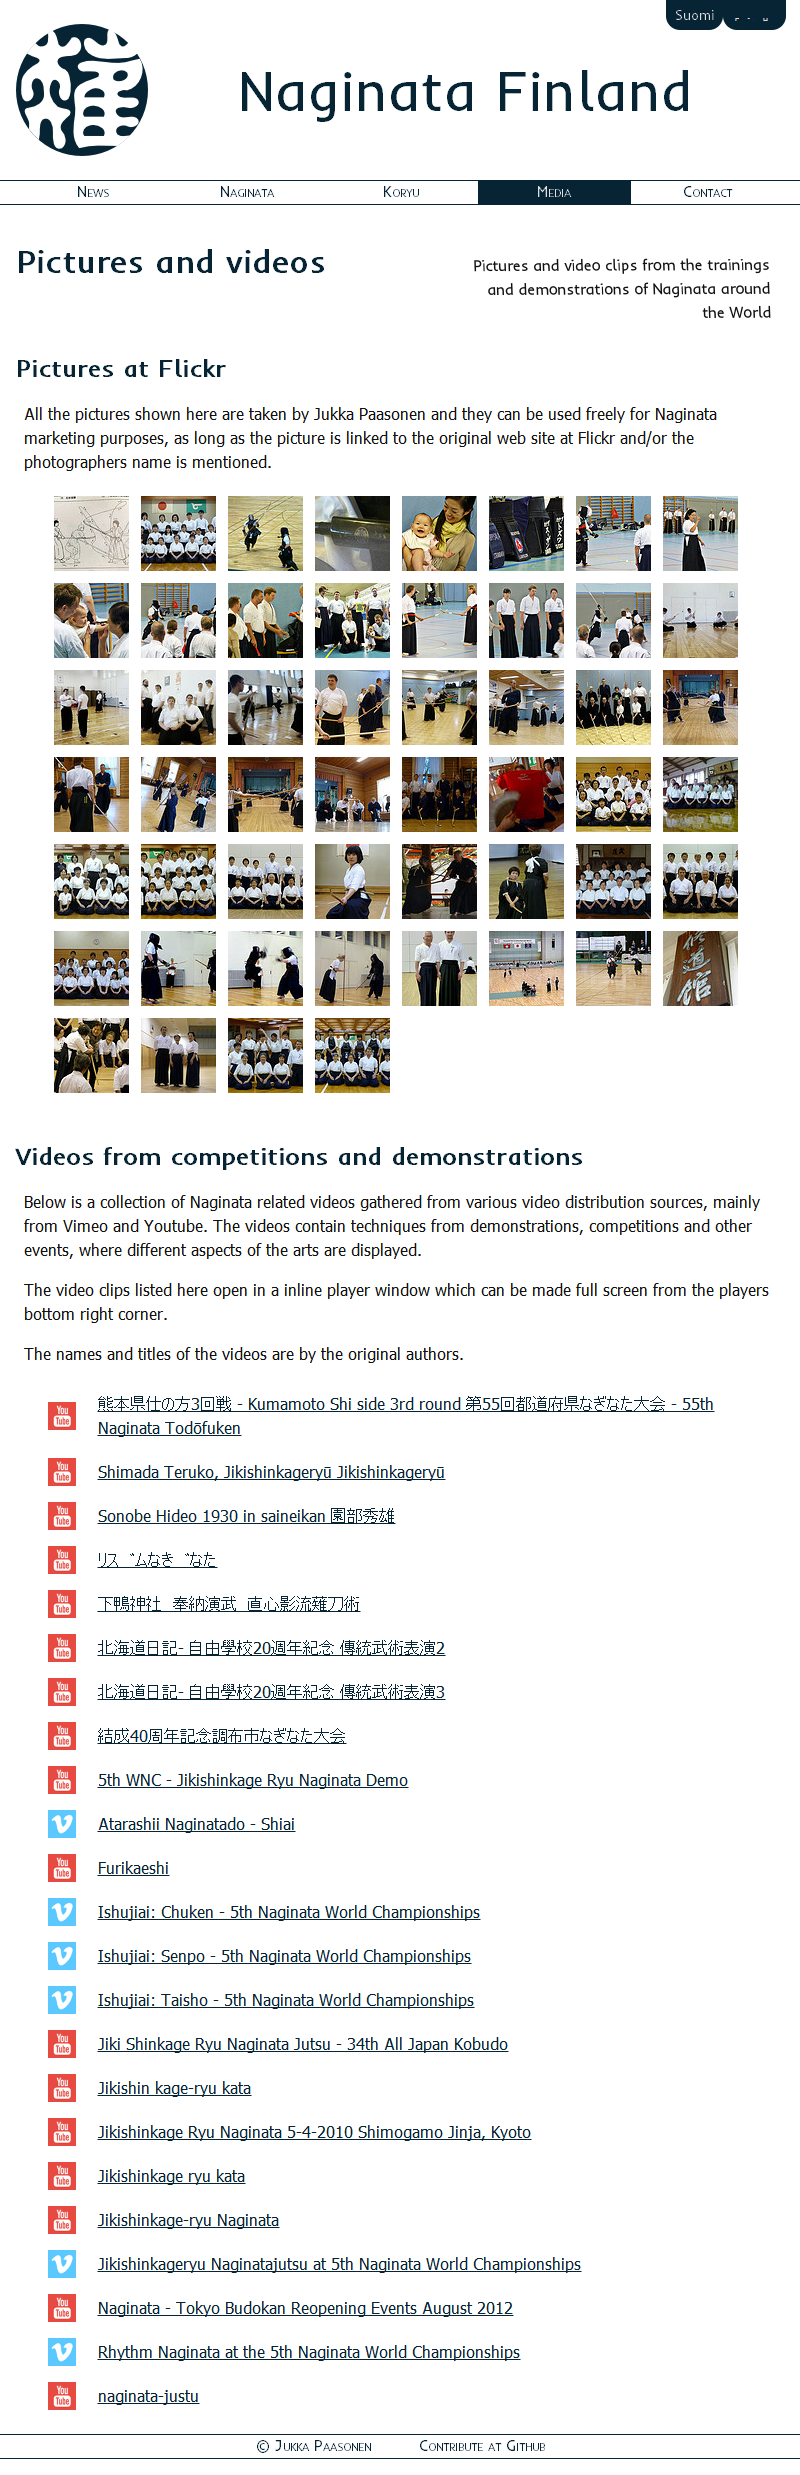 Suomi
Naginata Finland
News Naginata Koryu Media Contact
Pictures and videos
Pictures and video clips from the trainings
and demonstrations of Naginata around
the World
Pictures at Flickr
All the pictures shown here are taken by Jukka Paasonen and they can be used freely for Naginata
marketing purposes, as long as the picture is linked to the original web site at Flickr and/or the
photographers name is mentioned.
Videos from competitions and demonstrations
Below is a collection of Naginata related videos gathered from various video distribution sources, mainly
from Vimeo and Youtube. The videos contain techniques from demonstrations, competitions and other
events, where different aspects of the arts are displayed.
The video clips listed here open in a inline player window which can be made full screen from the players
bottom right corner.
The names and titles of the videos are by the original authors.
熊本県仕の方3回戦 - Kumamoto Shi side 3rd round 第55回都道府県なぎなた大会 - 55th
Naginata Todōfuken
Shimada Teruko, Jikishinkageryū Jikishinkageryū
Sonobe Hideo 1930 in saineikan 園部秀雄
リス゛ムなき゛なた
下鴨神社　奉納演武　直心影流薙刀術
北海道日記- 自由學校20週年紀念 傳統武術表演2
北海道日記- 自由學校20週年紀念 傳統武術表演3
結成40周年記念調布市なぎなた大会
5th WNC - Jikishinkage Ryu Naginata Demo
Atarashii Naginatado - Shiai
Furikaeshi
Ishujiai: Chuken - 5th Naginata World Championships
Ishujiai: Senpo - 5th Naginata World Championships
Ishujiai: Taisho - 5th Naginata World Championships
Jiki Shinkage Ryu Naginata Jutsu - 34th All Japan Kobudo
Jikishin kage-ryu kata
Jikishinkage Ryu Naginata 5-4-2010 Shimogamo Jinja, Kyoto
Jikishinkage ryu kata
Jikishinkage-ryu Naginata
Jikishinkageryu Naginatajutsu at 5th Naginata World Championships
Naginata - Tokyo Budokan Reopening Events August 2012
Rhythm Naginata at the 5th Naginata World Championships
naginata-justu
© Jukka Paasonen Contribute at Github